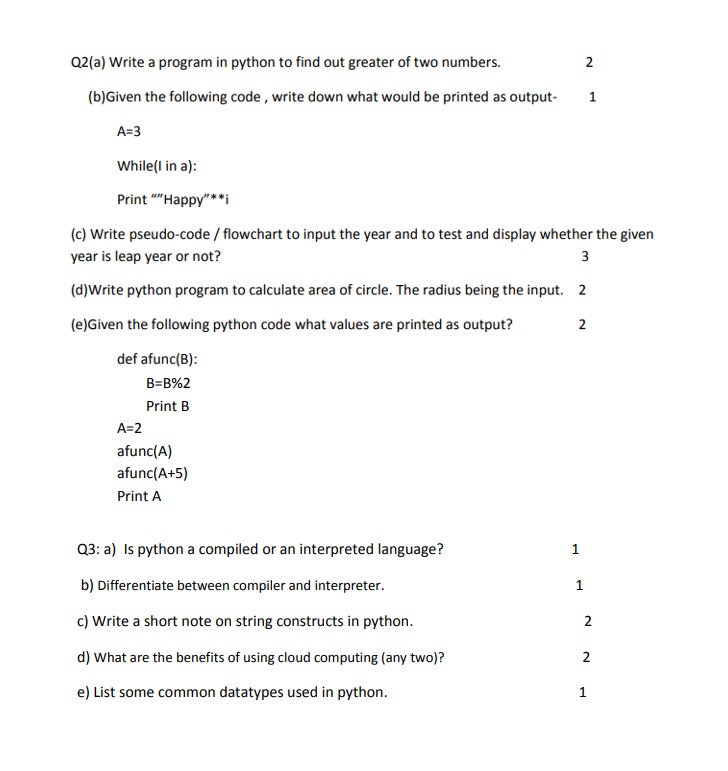 Q2(a) Write a program in python to find out greater of two numbers. 2
(b)Given the following code , write down what would be printed as output- 1
A=3
While(I in a):
Print “”Happy”**i
(c) Write pseudo-code / flowchart to input the year and to test and display whether the given
year is leap year or not? 3
(d)Write python program to calculate area of circle. The radius being the input. 2
(e)Given the following python code what values are printed as output? 2
def afunc(B):
B=B%2
Print B
A=2
afunc(A)
afunc(A+5)
Print A
Q3: a) Is python a compiled or an interpreted language? 1
b) Differentiate between compiler and interpreter. 1
c) Write a short note on string constructs in python. 2
d) What are the benefits of using cloud computing (any two)? 2
e) List some common datatypes used in python. 1